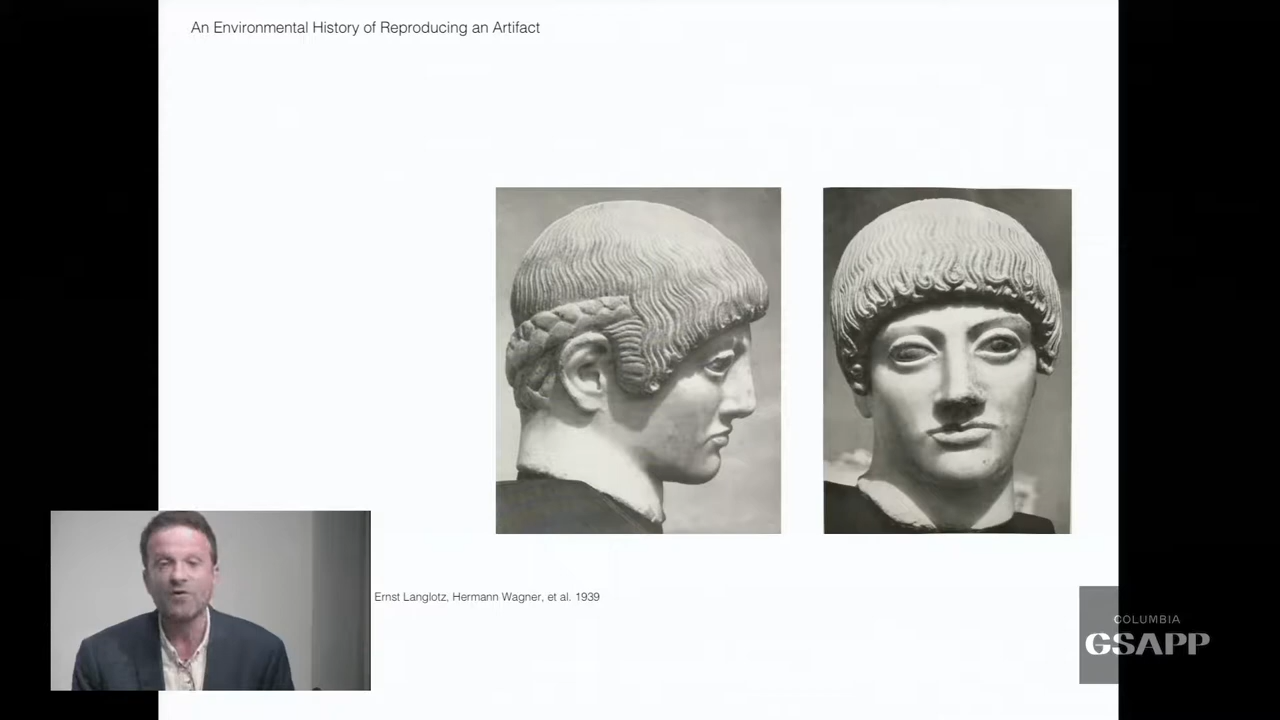 An Environmental History of Reproducing an Artifact
Ernst Langlotz, Hermann Wagner, et al. 1939
COLUMBIA
GSAPP